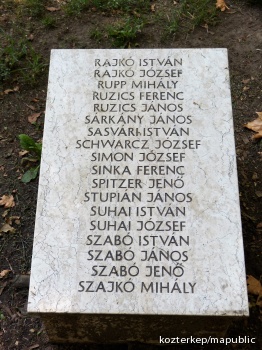 RAJKÓ ISTVÁN
RAJKÓ JÓZSEF
RUPP MIHÁLY
RUZICS FERENC
RUZICS JÁNOS
SÁRKÁNY JÁNOS
SASVÁRI ISTVÁN
SCHWARCZ JÓZSEF
SIMON JÓZSEF
SINKA FERENC
SPITZER JENŐ
STUPIÁN JÁNOS
SUHAI ISTVÁN
SUHAI JÓZSEF
SZABÓ ISTVÁN
SZABÓ JÁNOS
SZABÓ JENŐ
SZAJKÓ MIHÁLY
kozterkep/mapublic